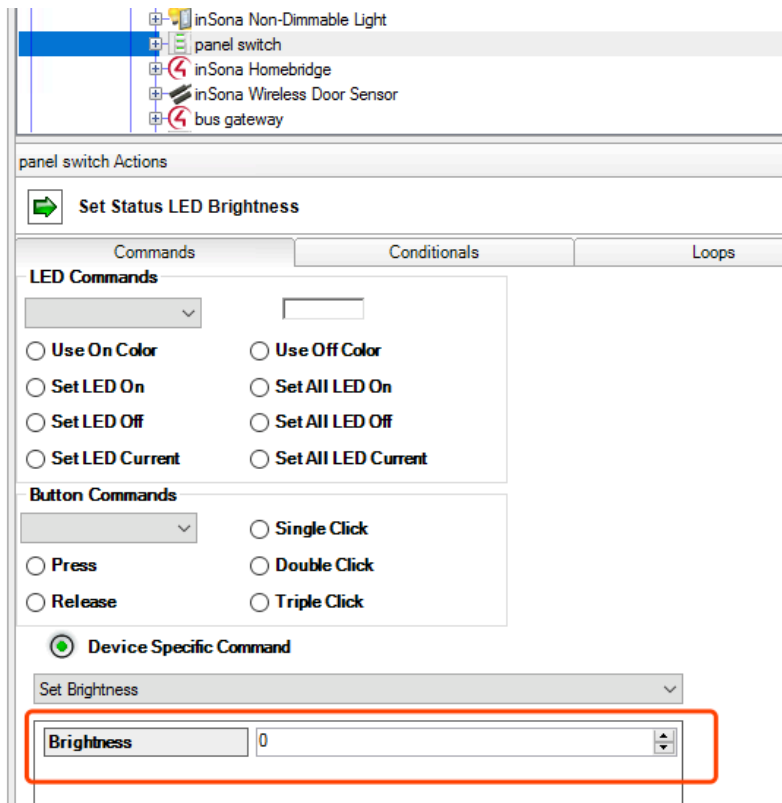 inSona Non-Dimmable Light
panel switch
inSona Homebridge
inSona Wireless Door Sensor
bus gateway
panel switch Actions
Set Status LED Brightness
Commands Conditionals Loops
LED Commands
Use On Color Use Off Color
Set LED On Set All LED On
Set LED Off Set All LED Off
Set LED Current Set All LED Current
Button Commands
Single Click
Press Double Click
Release Triple Click
Device Specific Command
Set Brightness
Brightness 0